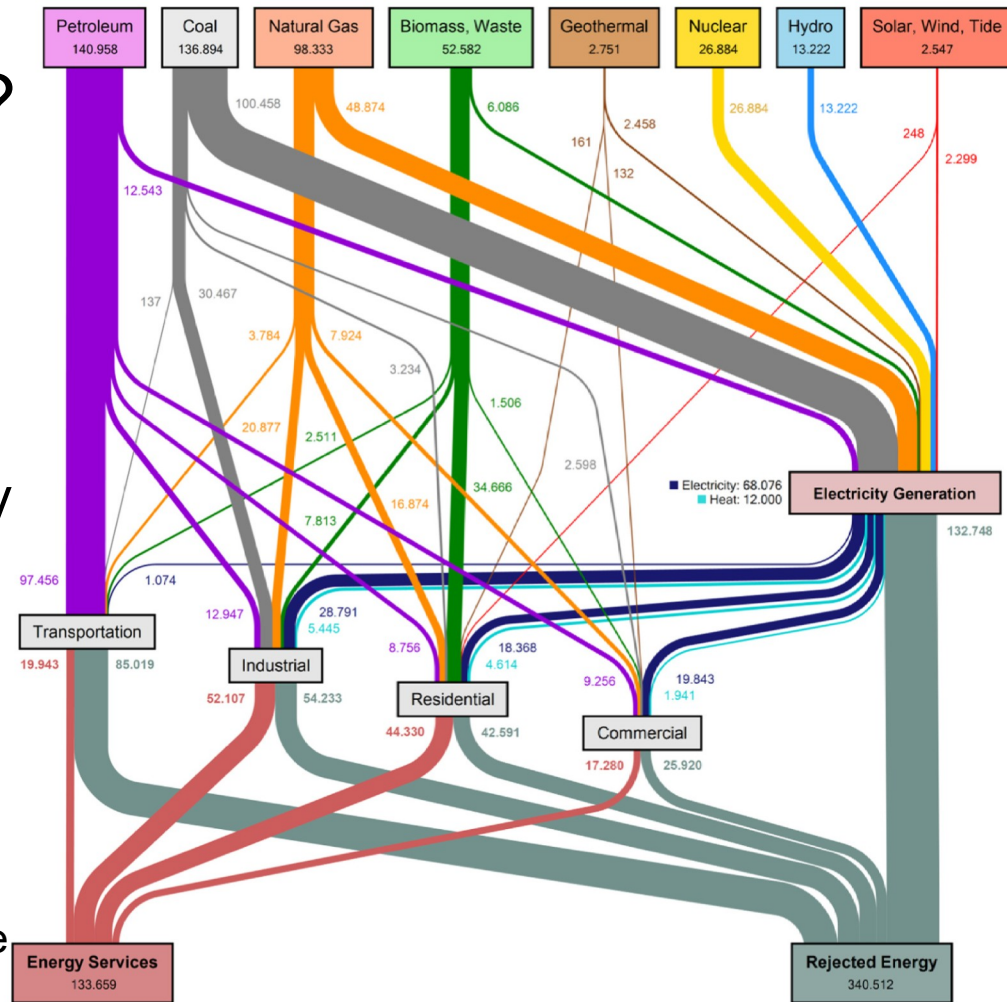 Petroleum
140.958
Coal
136.894
Natural Gas
98.333
Biomass, Waste
52.582
Geothermal
2.751
Nuclear
26.884
Hydro
13.222
Solar, Wind, Tide
2.547
?
100.458
48.874
6.086
2.458
161
132
26.884
13.222
248
2.299
12.543
137
30.467
3.784
7.924
3.234
1.506
20.877
2.511
2.598
16.874
34.666
7.813
y
Electricity: 68.076
Heat: 12.000
Electricity Generation
132.748
97.456
1.074
12.947
28.791
5.445
8.756
18.368
4.614
9.256
19.843
1.941
Transportation
19.943
85.019
Industrial
52.107
54.233
Residential
44.330
42.591
Commercial
17.280
25.920
e
Energy Services
133.659
Rejected Energy
340.512